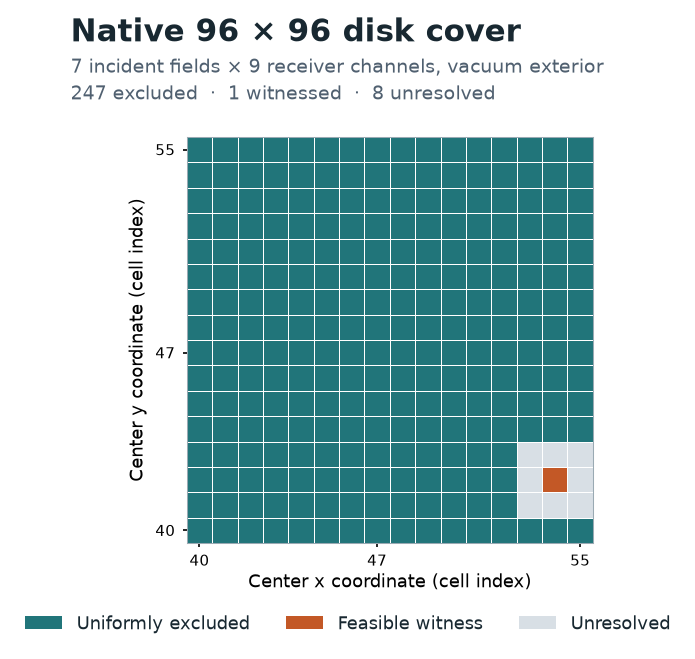 Native 96 × 96 disk cover
7 incident fields × 9 receiver channels, vacuum exterior
247 excluded · 1 witnessed · 8 unresolved
55
47
40
Center y coordinate (cell index)
40 47 55
Center x coordinate (cell index)
Uniformly excluded Feasible witness Unresolved